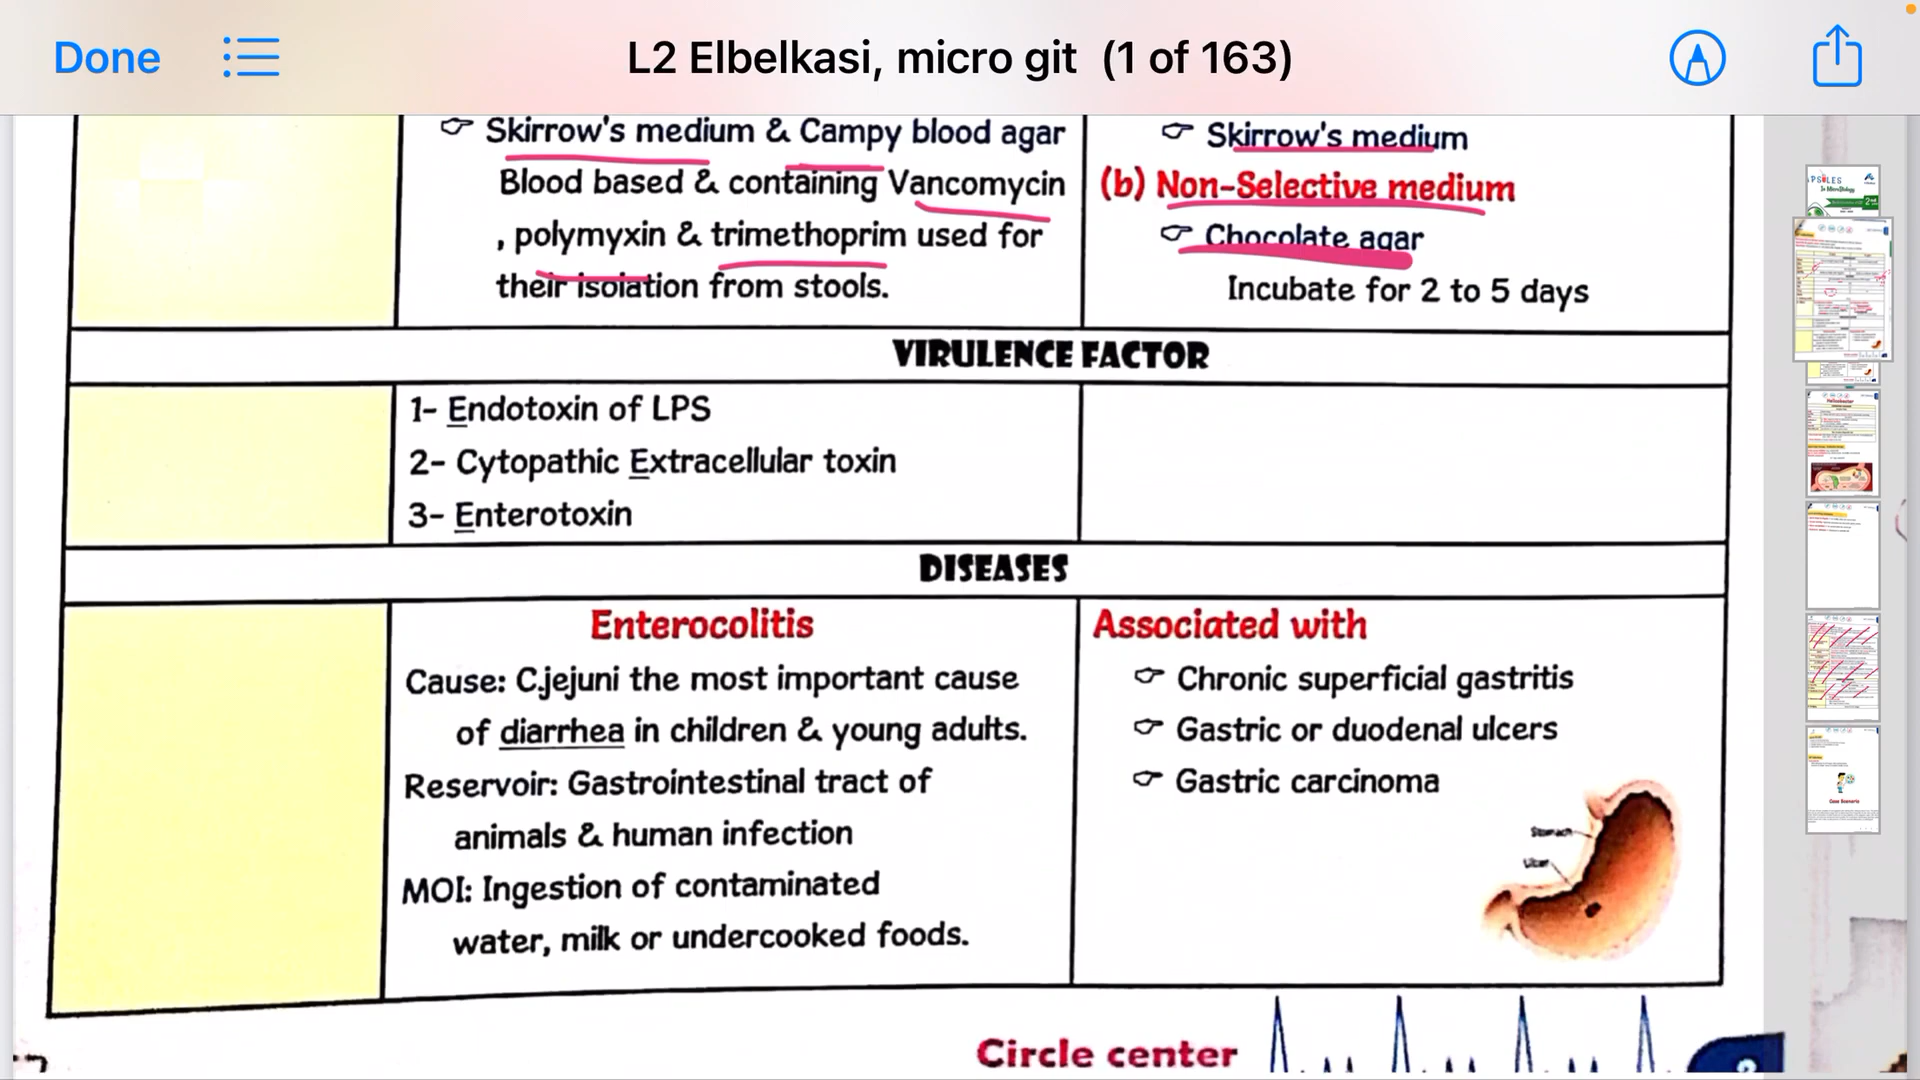 Done
L2 Elbelkasi, micro git (1 of 163)
Skirrow's medium & Campy blood agar
Blood based & containing Vancomycin
, polymyxin & trimethoprim used for
their isolation from stools.
Skirrow's medium
(b) Non-Selective medium
Chocolate agar
Incubate for 2 to 5 days
VIRULENCE FACTOR
1- Endotoxin of LPS
2- Cytopathic Extracellular toxin
3- Enterotoxin
DISEASES
Enterocolitis
Cause: C.jejuni the most important cause
of diarrhea in children & young adults.
Reservoir: Gastrointestinal tract of
animals & human infection
MOI: Ingestion of contaminated
water, milk or undercooked foods.
Associated with
Chronic superficial gastritis
Gastric or duodenal ulcers
Gastric carcinoma
Stomach
Ulcer
Circle center